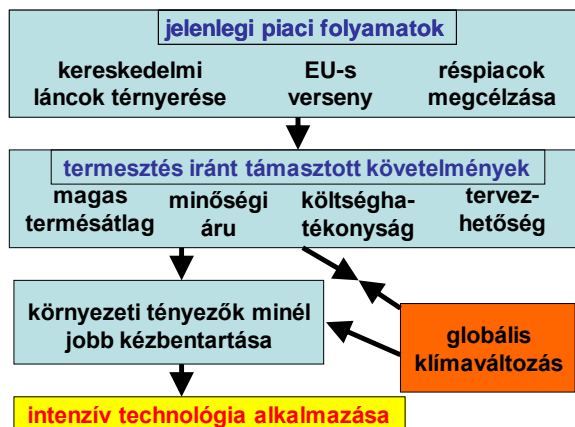 jelenlegi piaci folyamatok
kereskedelmi láncok térnyerése
EU-s verseny
réspiacok megcélzása
termesztés iránt támasztott követelmények
magas termésátlag
minőségi áru
költségha-
tékonyság
tervez-
hetőség
környezeti tényezők minél
jobb kézbentartása
globális
klímaváltozás
intenzív technológia alkalmazása